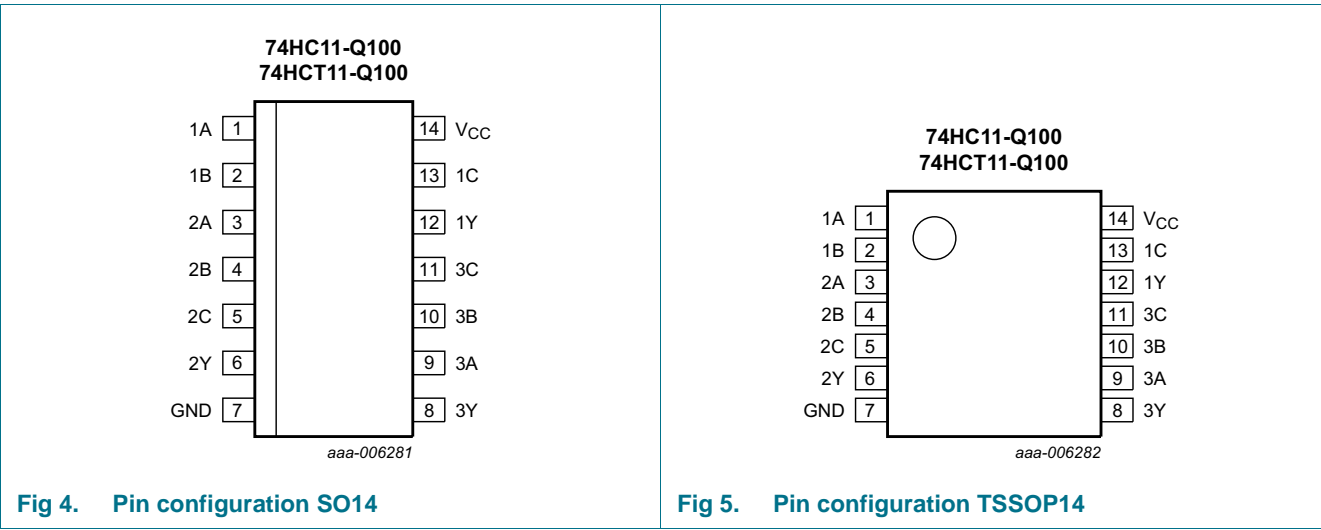 74HC11-Q100
74HCT11-Q100
1A 1 14 VCC
1B 2 13 1C
2A 3 12 1Y
2B 4 11 3C
2C 5 10 3B
2Y 6 9 3A
GND 7 8 3Y
aaa-006281
Fig 4. Pin configuration SO14
74HC11-Q100
74HCT11-Q100
1A 1 14 VCC
1B 2 13 1C
2A 3 12 1Y
2B 4 11 3C
2C 5 10 3B
2Y 6 9 3A
GND 7 8 3Y
aaa-006282
Fig 5. Pin configuration TSSOP14